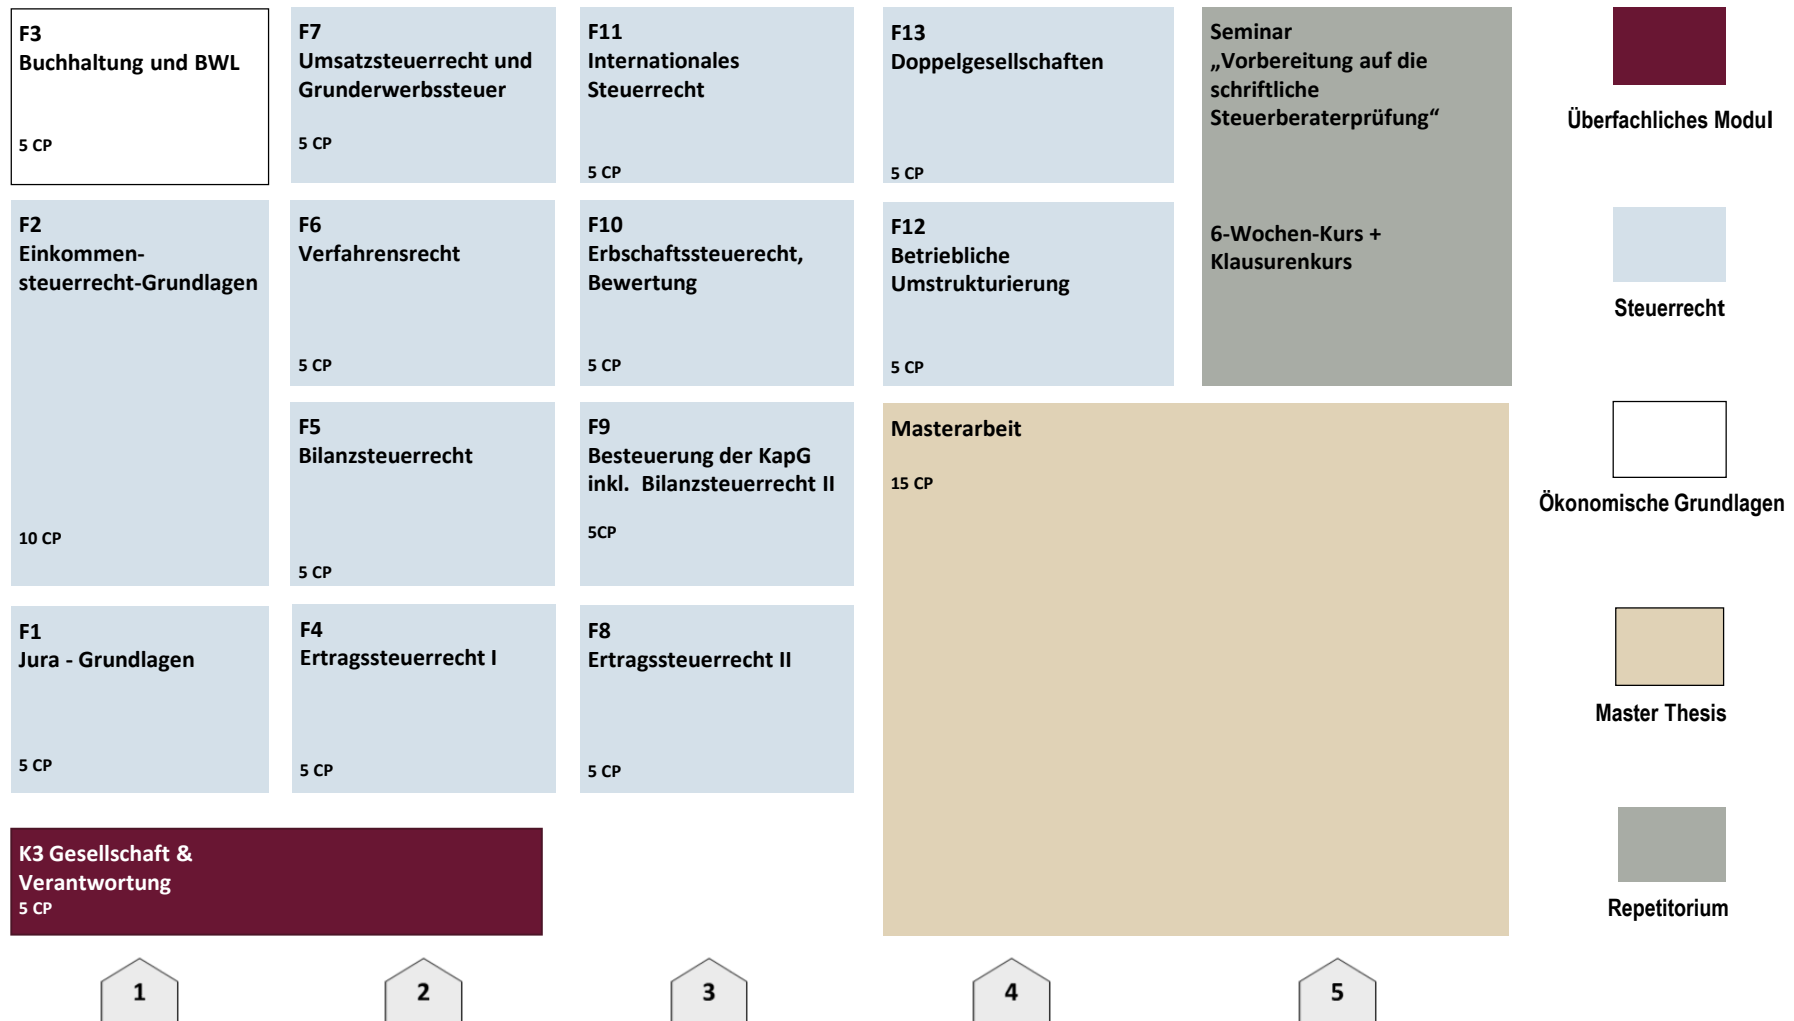 F3
Buchhaltung und BWL
5 CP
F7
Umsatzsteuerrecht und
Grunderwerbssteuer
5 CP
F11
Internationales
Steuerrecht
5 CP
F13
Doppelgesellschaften
5 CP
Seminar
„Vorbereitung auf die
schriftliche
Steuerberaterprüfung“
6-Wochen-Kurs +
Klausurenkurs
F2
Einkommen-
steuerrecht-Grundlagen
10 CP
F6
Verfahrensrecht
5 CP
F10
Erbschaftssteuerecht,
Bewertung
5 CP
F12
Betriebliche
Umstrukturierung
5 CP
F5
Bilanzsteuerrecht
5 CP
F9
Besteuerung der KapG
inkl. Bilanzsteuerrecht II
5CP
Masterarbeit
15 CP
F1
Jura - Grundlagen
5 CP
F4
Ertragssteuerrecht I
5 CP
F8
Ertragssteuerrecht II
5 CP
K3 Gesellschaft &
Verantwortung
5 CP
1
2
3
4
5
Überfachliches Modul
Steuerrecht
Ökonomische Grundlagen
Master Thesis
Repetitorium